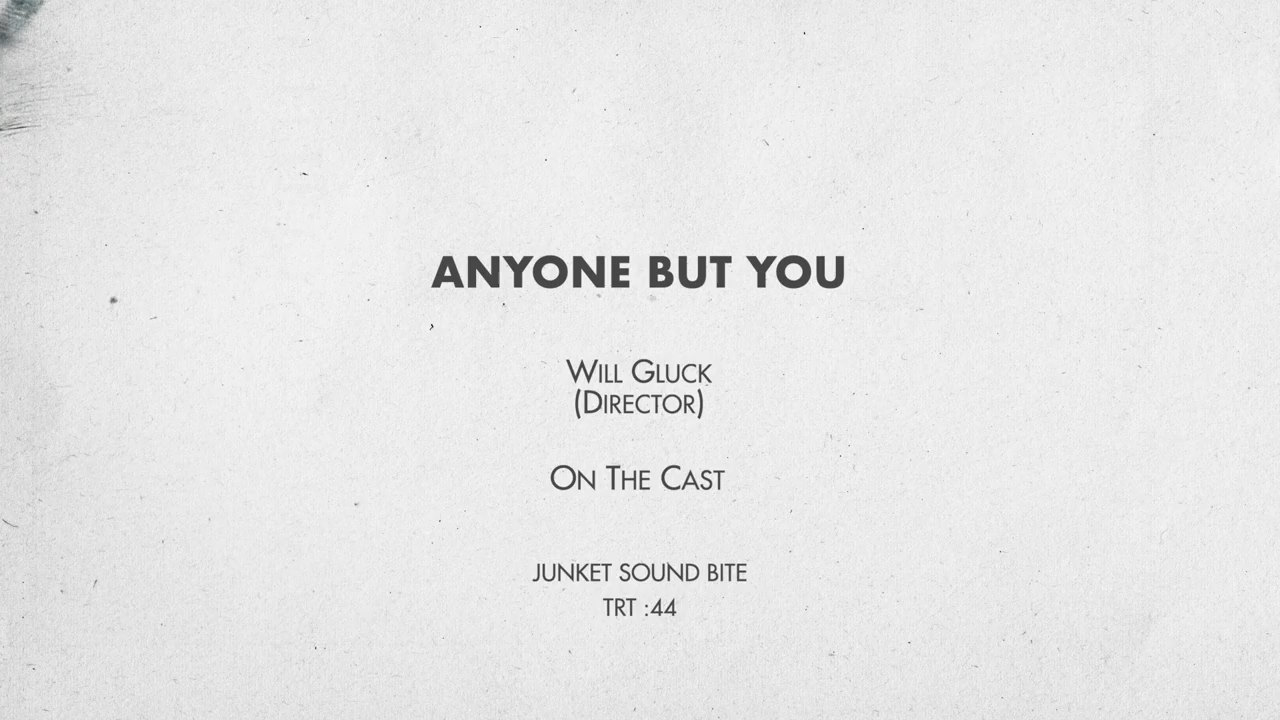 ANYONE BUT YOU
WILL GLUCK
(DIRECTOR)
ON THE CAST
JUNKET SOUND BITE
TRT :44